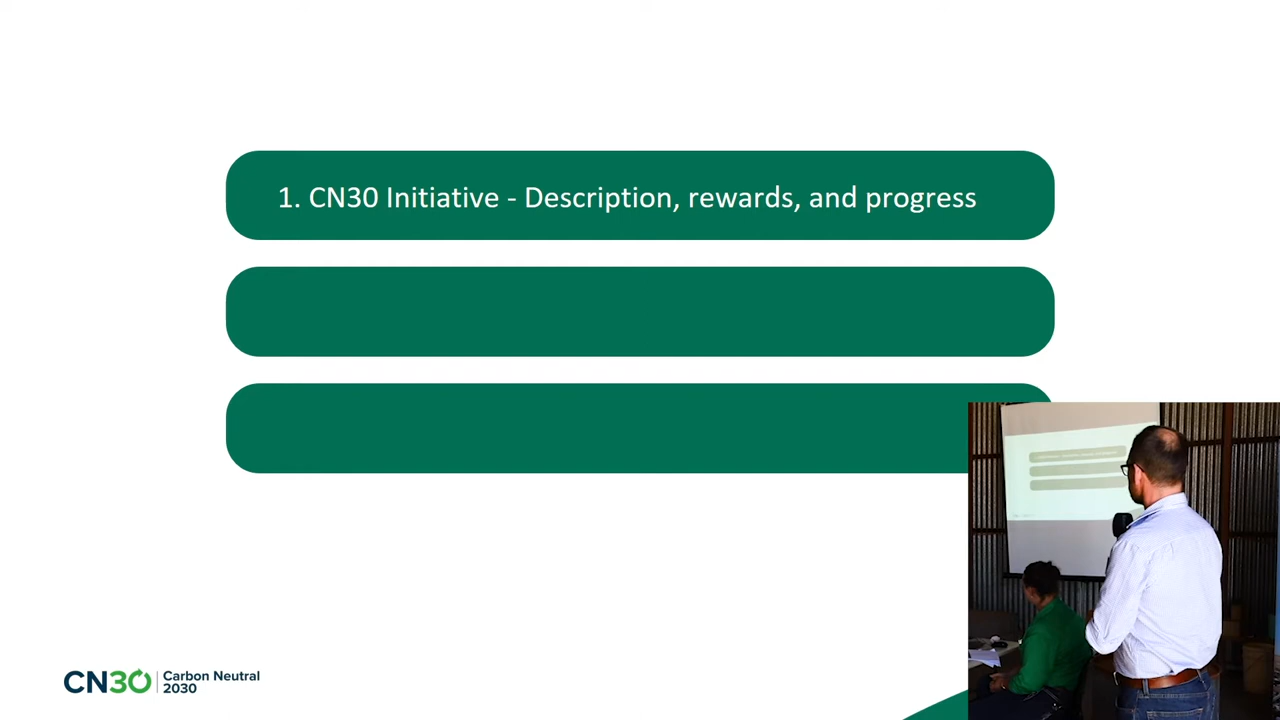 1. CN30 Initiative - Description, rewards, and progress
CN30
Carbon Neutral
2030